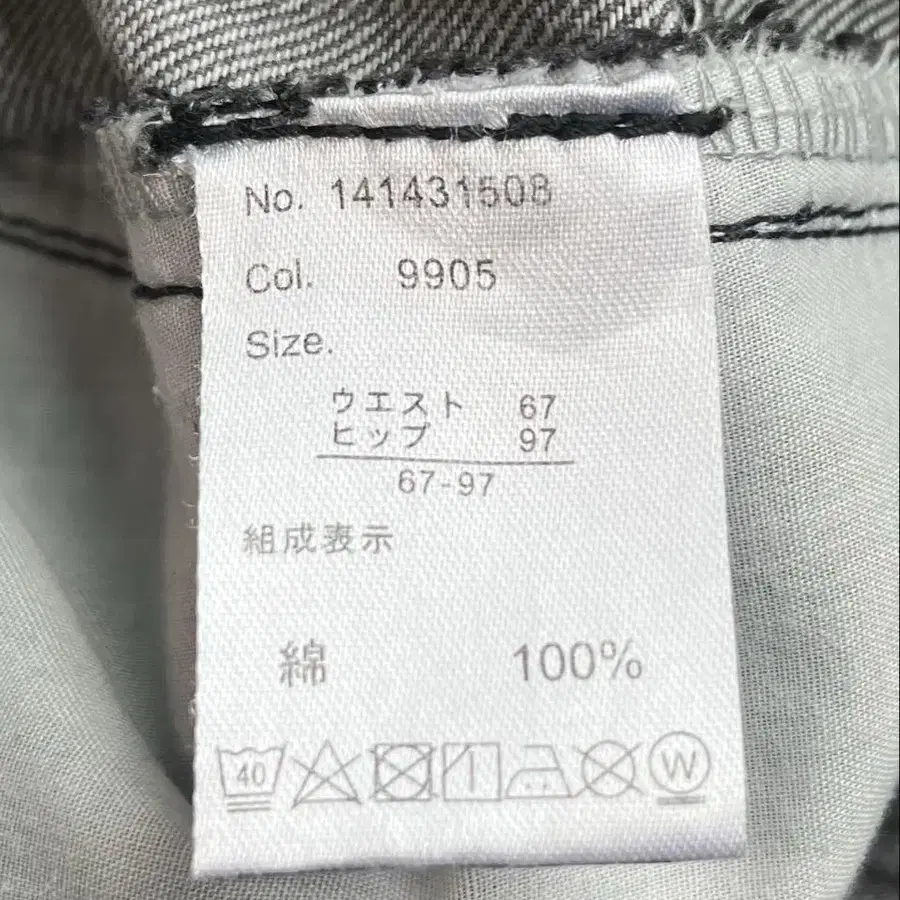 No. 141431508
Col. 9905
Size.
ウエスト 67
ヒップ 97
67-97
組成表示
綿 100%
40 W